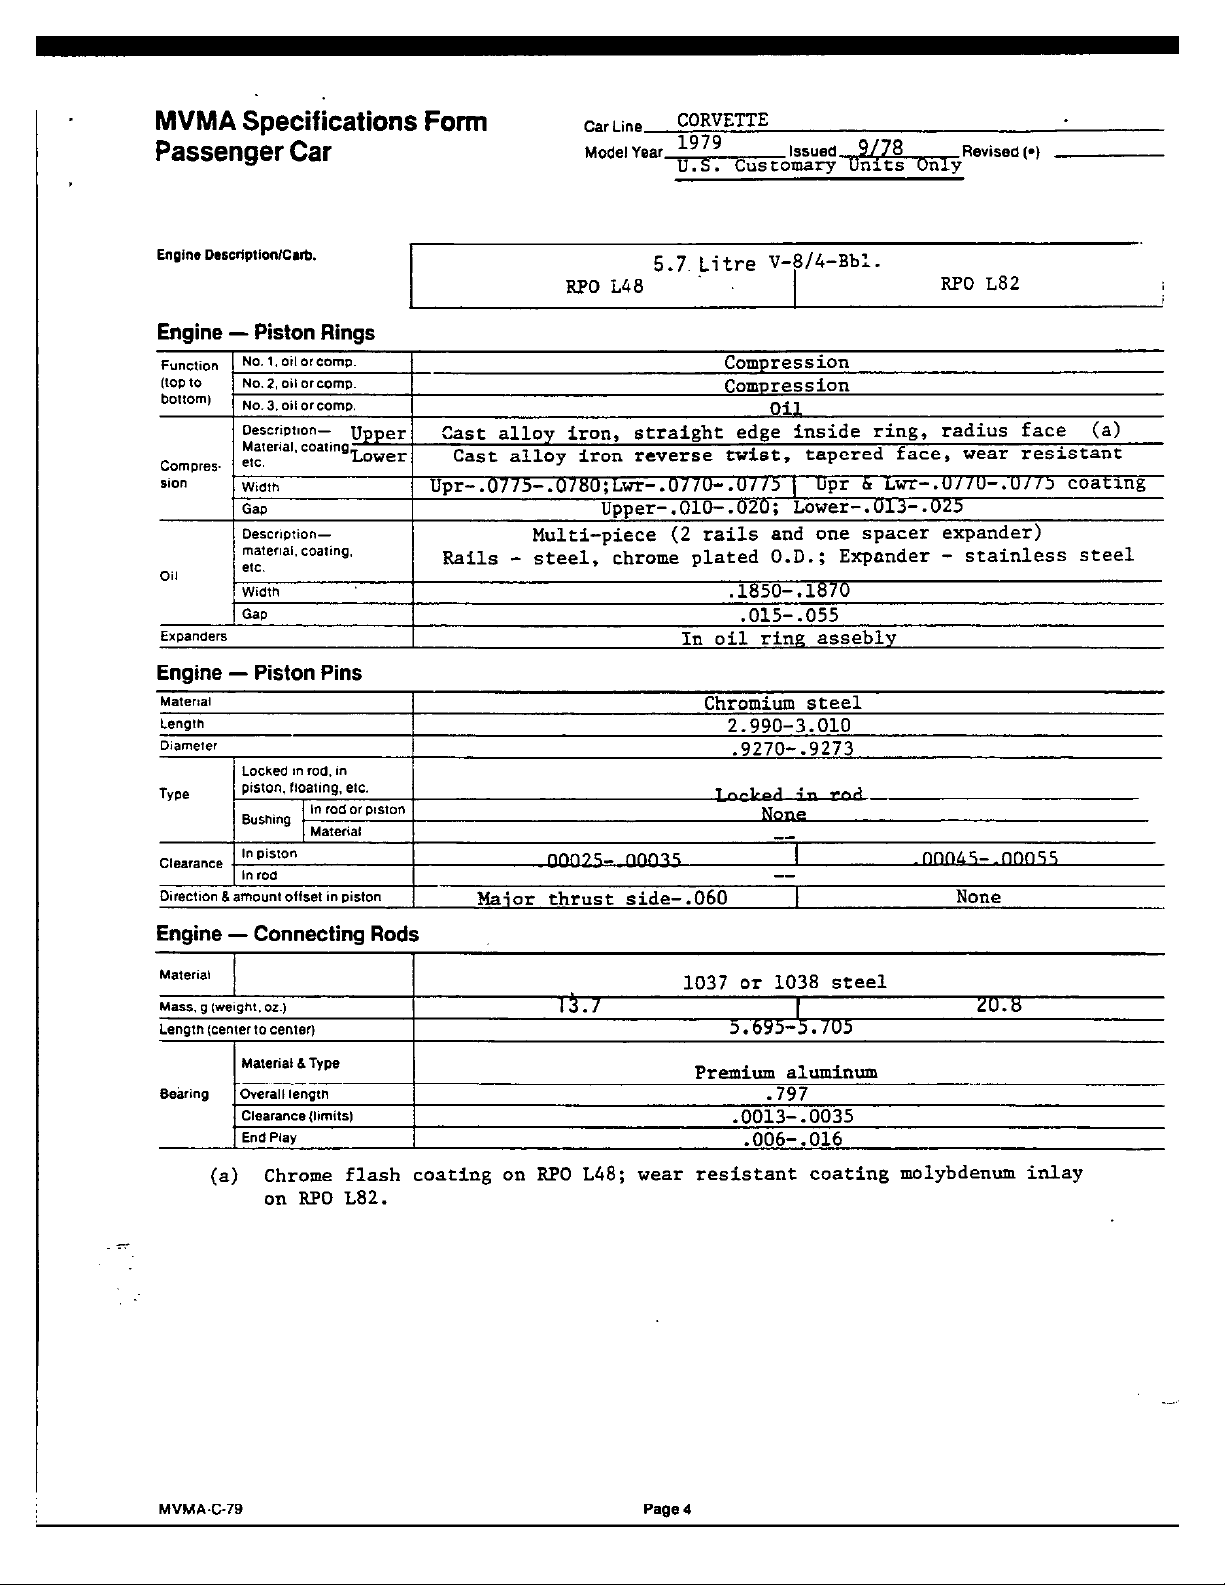 MVMA Specifications Form
Passenger Car
Car Line CORVETTE
Model Year 1979 Issued 9/78 Revised (•)
U.S. Customary Units Only
Engine Description/Carb.
5.7 Litre V-8/4-Bbl.
RPO L48 RPO L82
Engine — Piston Rings
Function (top to bottom)
No. 1, oil or comp. Compression
No. 2, oil or comp. Compression
No. 3, oil or comp. Oil
Compression
Description— Material, coating etc.
Upper Cast alloy iron, straight edge inside ring, radius face (a)
Lower Cast alloy iron reverse twist, tapered face, wear resistant
Width Upr-.0775-.0780;Lwr-.0770-.0775 Upr & Lwr-.0770-.0775 coating
Gap Upper-.010-.020; Lower-.013-.025
Oil
Description— material, coating, etc.
Multi-piece (2 rails and one spacer expander)
Rails - steel, chrome plated O.D.; Expander - stainless steel
Width .1850-.1870
Gap .015-.055
Expanders In oil ring assebly
Engine — Piston Pins
Material Chromium steel
Length 2.990-3.010
Diameter .9270-.9273
Type
Locked in rod, in piston, floating, etc. Locked in rod
Bushing
In rod or piston None
Material --
Clearance
In piston .00025-.00035 .00045-.00055
In rod --
Direction & amount offset in piston Major thrust side-.060 None
Engine — Connecting Rods
Material 1037 or 1038 steel
Mass, g (weight, oz.) 13.7 20.8
Length (center to center) 5.695-5.705
Bearing
Material & Type Premium aluminum
Overall length .797
Clearance (limits) .0013-.0035
End Play .006-.016
(a) Chrome flash coating on RPO L48; wear resistant coating molybdenum inlay
on RPO L82.
MVMA-C-79 Page 4